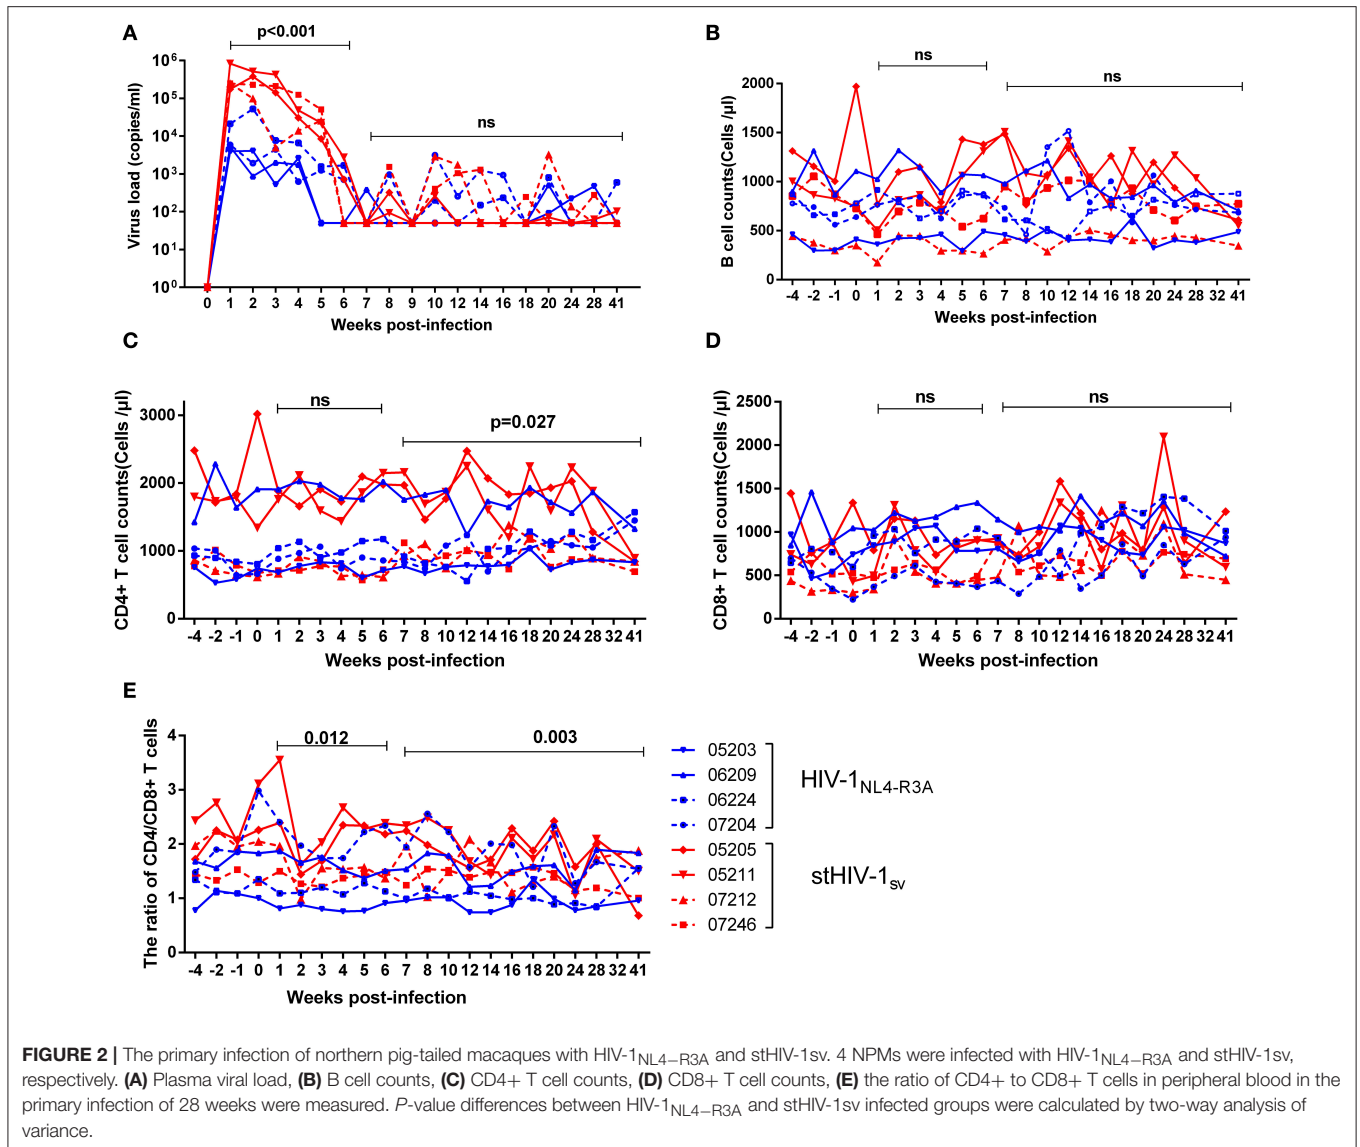 A
p<0.001
ns
Virus load (copies/ml)
10⁶
10⁵
10⁴
10³
10²
10¹
10⁰
0 1 2 3 4 5 6 7 8 9 10 12 14 16 18 20 24 28 41
Weeks post-infection
B
ns
ns
B cell counts(Cells /µl)
2000
1500
1000
500
0
-4 -2 -1 0 1 2 3 4 5 6 7 8 10 12 14 16 18 20 24 28 32 41
Weeks post-infection
C
ns
p=0.027
CD4+ T cell counts(Cells /µl)
3000
2000
1000
0
-4 -2 -1 0 1 2 3 4 5 6 7 8 10 12 14 16 18 20 24 28 32 41
Weeks post-infection
D
ns
ns
CD8+ T cell counts(Cells /µl)
2500
2000
1500
1000
500
0
-4 -2 -1 0 1 2 3 4 5 6 7 8 10 12 14 16 18 20 24 28 32 41
Weeks post-infection
E
0.012
0.003
The ratio of CD4/CD8+ T cells
4
3
2
1
0
-4 -2 -1 0 1 2 3 4 5 6 7 8 10 12 14 16 18 20 24 28 32 41
Weeks post-infection
05203
06209
06224
07204
HIV-1NL4-R3A
05205
05211
07212
07246
stHIV-1sv
FIGURE 2 | The primary infection of northern pig-tailed macaques with HIV-1NL4−R3A and stHIV-1sv. 4 NPMs were infected with HIV-1NL4−R3A and stHIV-1sv,
respectively. (A) Plasma viral load, (B) B cell counts, (C) CD4+ T cell counts, (D) CD8+ T cell counts, (E) the ratio of CD4+ to CD8+ T cells in peripheral blood in the
primary infection of 28 weeks were measured. P-value differences between HIV-1NL4−R3A and stHIV-1sv infected groups were calculated by two-way analysis of
variance.